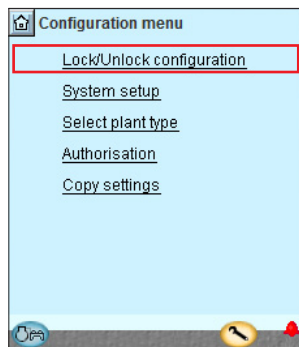 Configuration menu
Lock/Unlock configuration
System setup
Select plant type
Authorisation
Copy settings